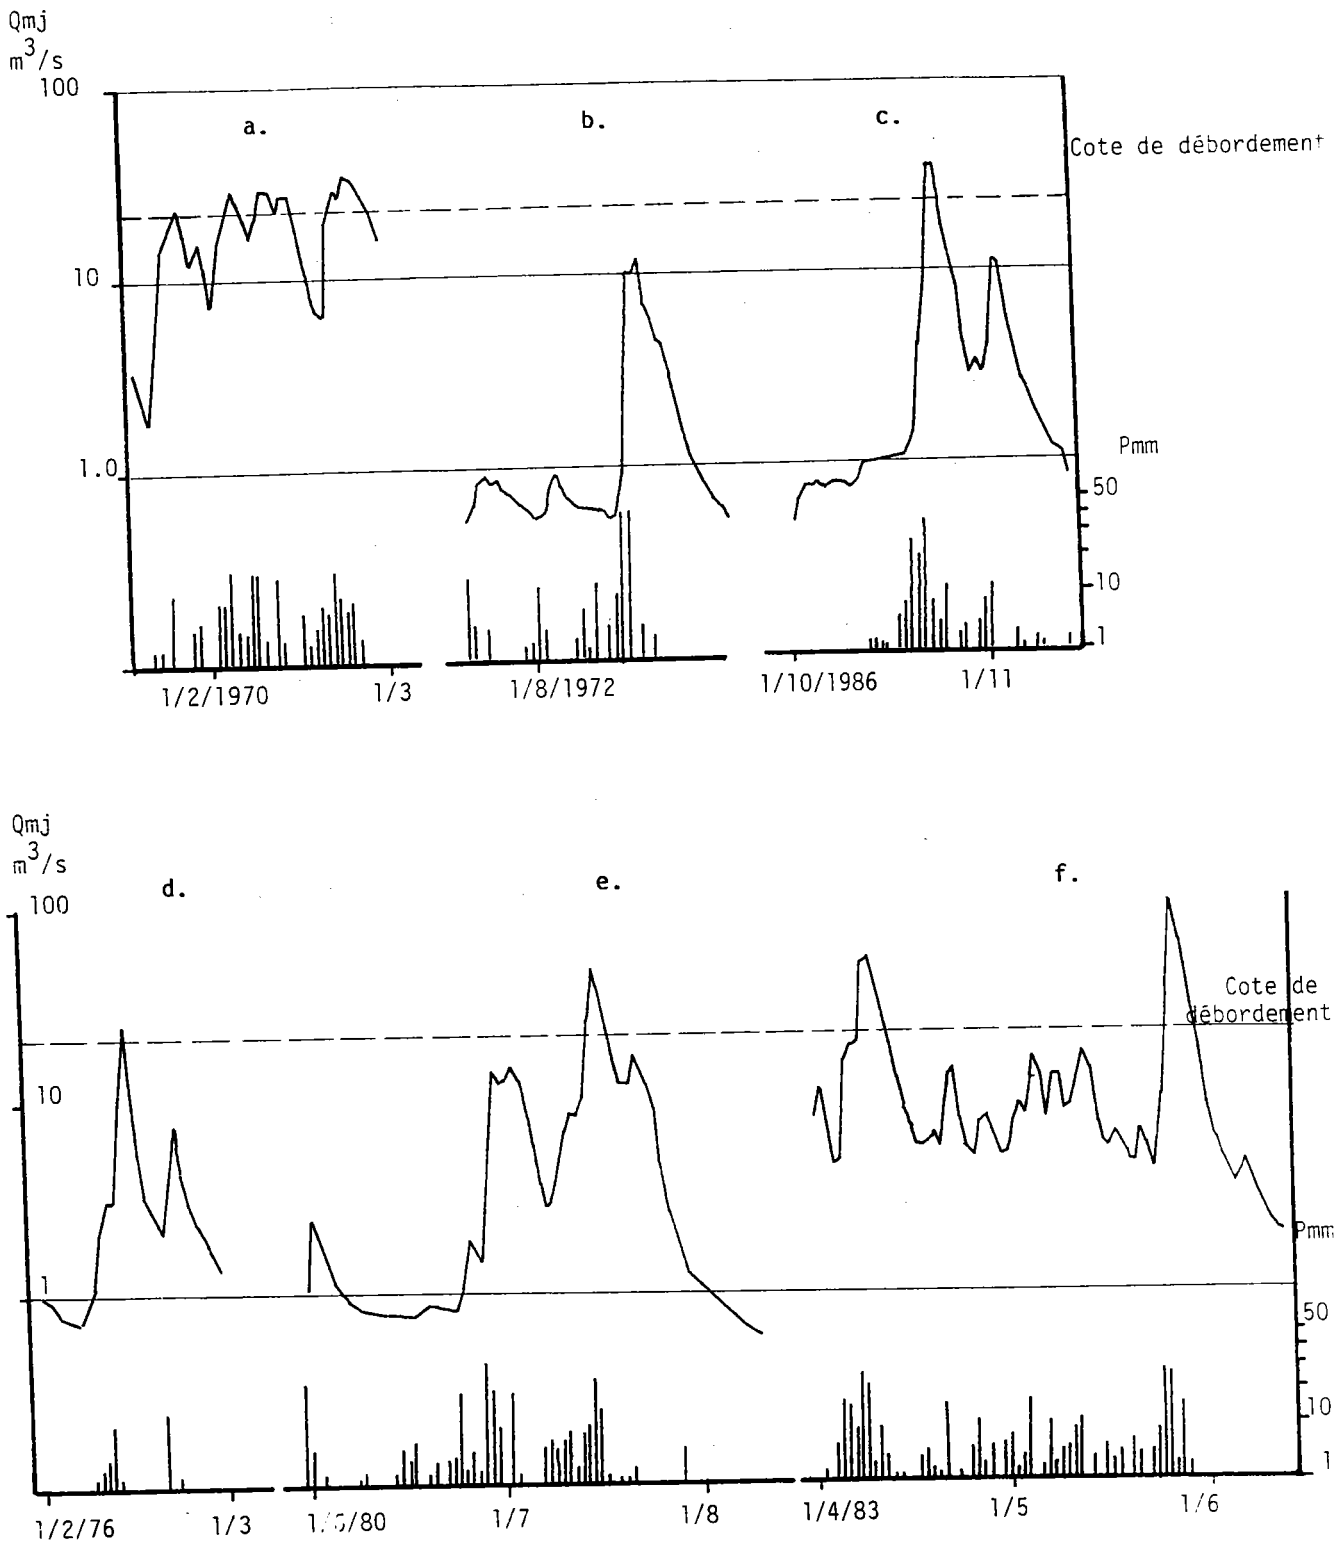 Qmj
m³/s
100
a.
b.
c.
Cote de débordement
10
1.0
Pmm
50
10
1
1/2/1970
1/3
1/8/1972
1/10/1986
1/11
Qmj
m³/s
100
d.
e.
f.
Cote de
débordement
10
1
Pmm
50
10
1
1/2/76
1/3
/80
1/7
1/8
1/4/83
1/5
1/6